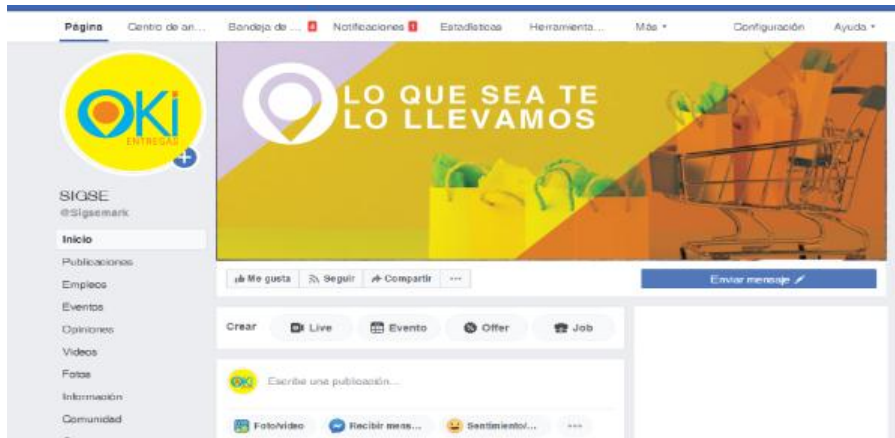 Página Centro de an... Bandeja de ... 4 Notificaciones 1 Estadísticas Herramienta... Más Configuración Ayuda
OKi
ENTREGAS
LO QUE SEA TE
LO LLEVAMOS
SIGSE
@Sigsemark
Inicio
Publicaciones
Empleos
Eventos
Opiniones
Videos
Fotos
Información
Comunidad
Me gusta Seguir Compartir ...
Enviar mensaje
Crear Live Evento Offer Job
OKi Escribe una publicación...
Foto/video Recibir mens... Sentimiento/... ...